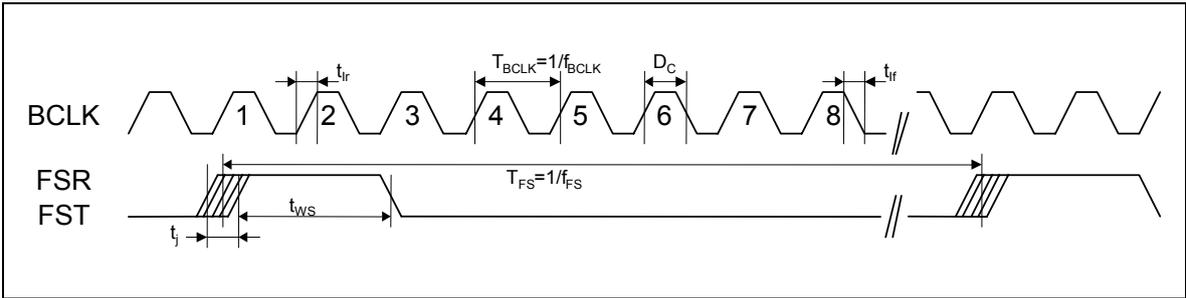 t_lr
T_BCLK=1/f_BCLK
D_C
t_lf
BCLK
1 2 3 4 5 6 7 8
FSR
T_FS=1/f_FS
FST
t_WS
t_j